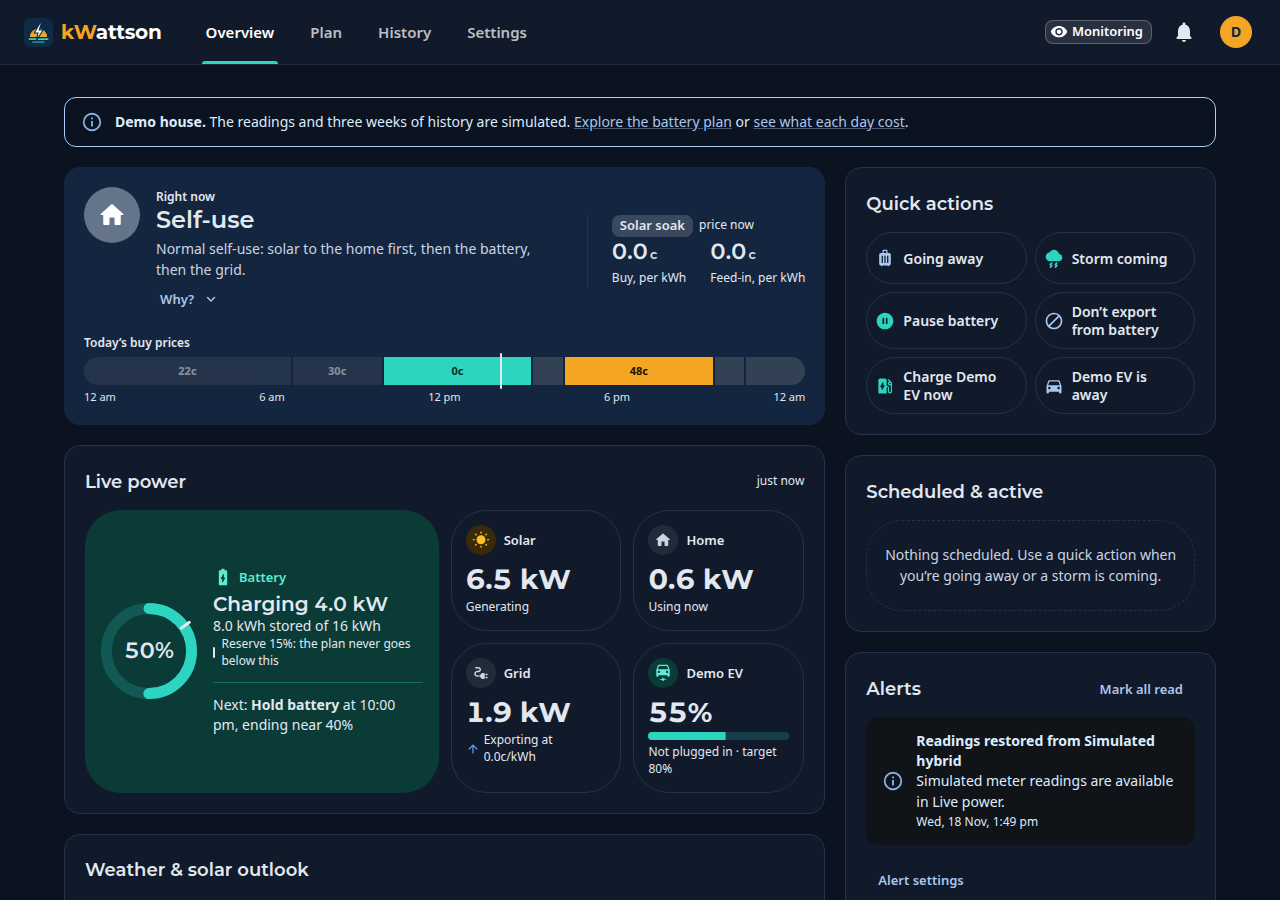 kWattson
Overview
Plan
History
Settings
Monitoring
D
Demo house. The readings and three weeks of history are simulated. Explore the battery plan or see what each day cost.
Right now
Self-use
Normal self-use: solar to the home first, then the battery,
then the grid.
Why?
Solar soak price now
0.0 c
Buy, per kWh
0.0 c
Feed-in, per kWh
Today's buy prices
22c
30c
0c
48c
12 am
6 am
12 pm
6 pm
12 am
Quick actions
Going away
Storm coming
Pause battery
Don't export
from battery
Charge Demo
EV now
Demo EV is
away
Live power
just now
50%
Battery
Charging 4.0 kW
8.0 kWh stored of 16 kWh
Reserve 15%: the plan never goes
below this
Next: Hold battery at 10:00
pm, ending near 40%
Solar
6.5 kW
Generating
Home
0.6 kW
Using now
Grid
1.9 kW
Exporting at
0.0c/kWh
Demo EV
55%
Not plugged in · target
80%
Scheduled & active
Nothing scheduled. Use a quick action when
you're going away or a storm is coming.
Alerts
Mark all read
Readings restored from Simulated
hybrid
Simulated meter readings are available
in Live power.
Wed, 18 Nov, 1:49 pm
Alert settings
Weather & solar outlook